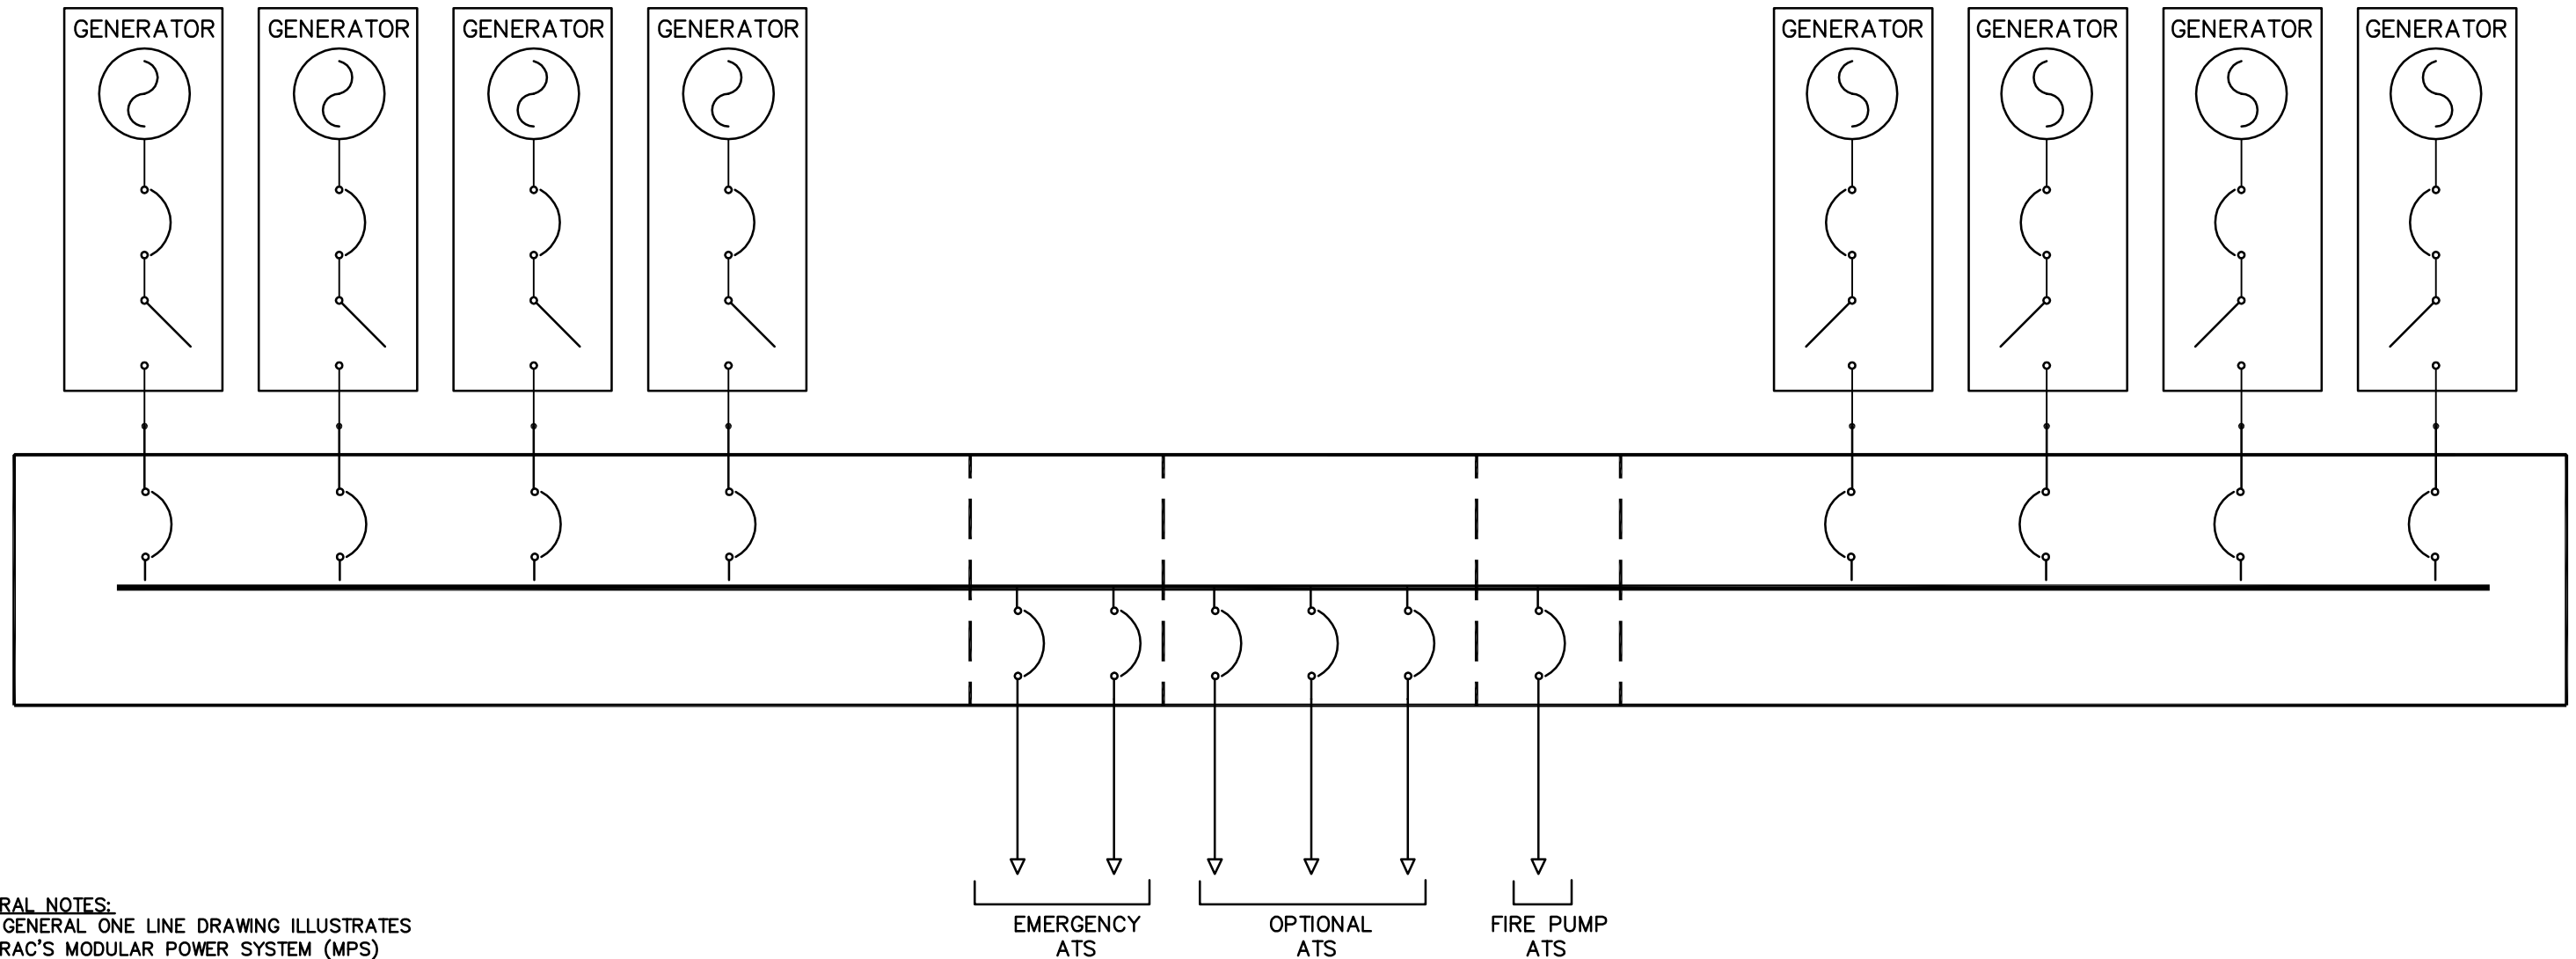 GENERATOR GENERATOR GENERATOR GENERATOR GENERATOR GENERATOR GENERATOR GENERATOR
RAL NOTES:
GENERAL ONE LINE DRAWING ILLUSTRATES
RAC'S MODULAR POWER SYSTEM (MPS)
EMERGENCY
ATS
OPTIONAL
ATS
FIRE PUMP
ATS